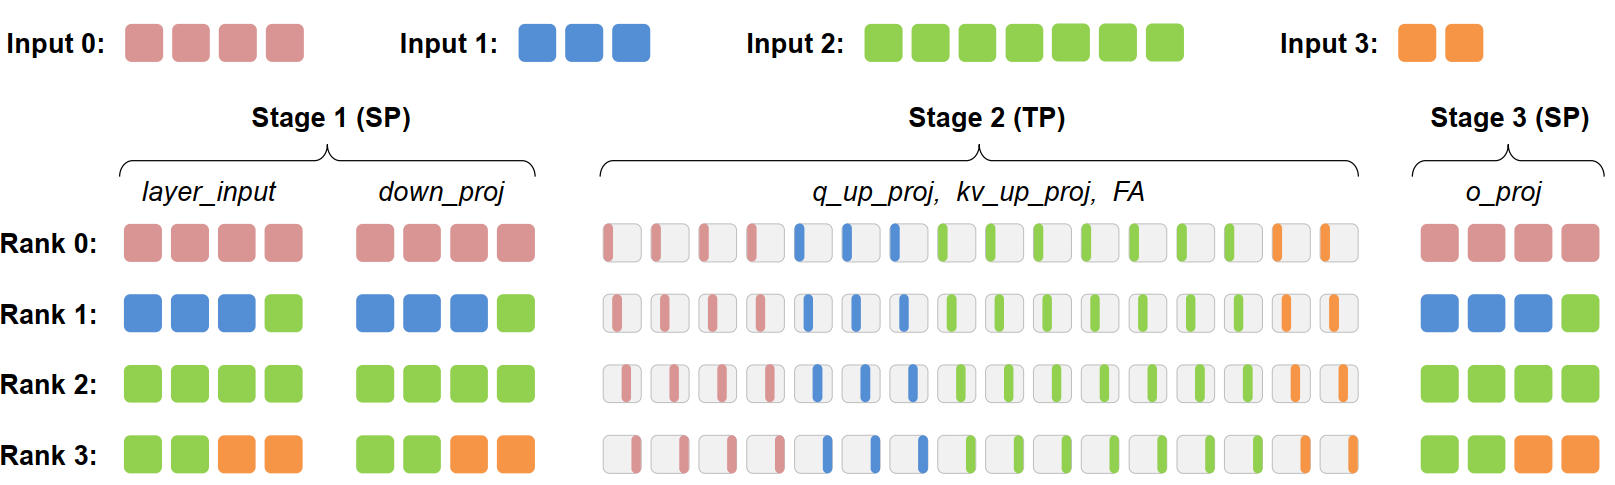 Input 0: Input 1: Input 2: Input 3:
Stage 1 (SP) Stage 2 (TP) Stage 3 (SP)
layer_input down_proj q_up_proj, kv_up_proj, FA o_proj
Rank 0:
Rank 1:
Rank 2:
Rank 3: